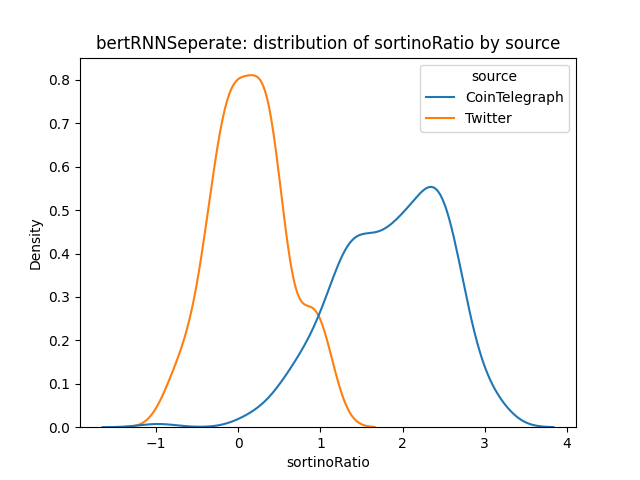 bertRNNSeperate: distribution of sortinoRatio by source
source
CoinTelegraph
Twitter
Density
0.8
0.7
0.6
0.5
0.4
0.3
0.2
0.1
0.0
−1
0
1
2
3
4
sortinoRatio